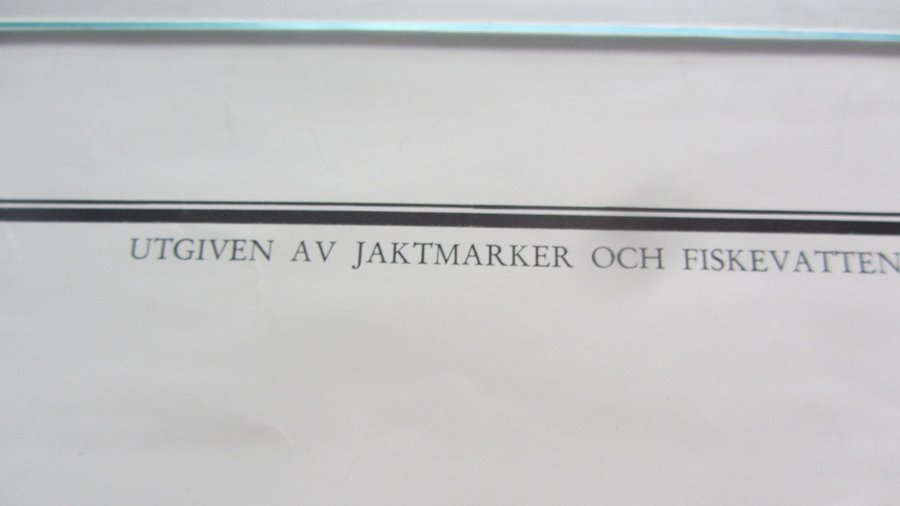 UTGIVEN AV JAKTMARKER OCH FISKEVATTEN